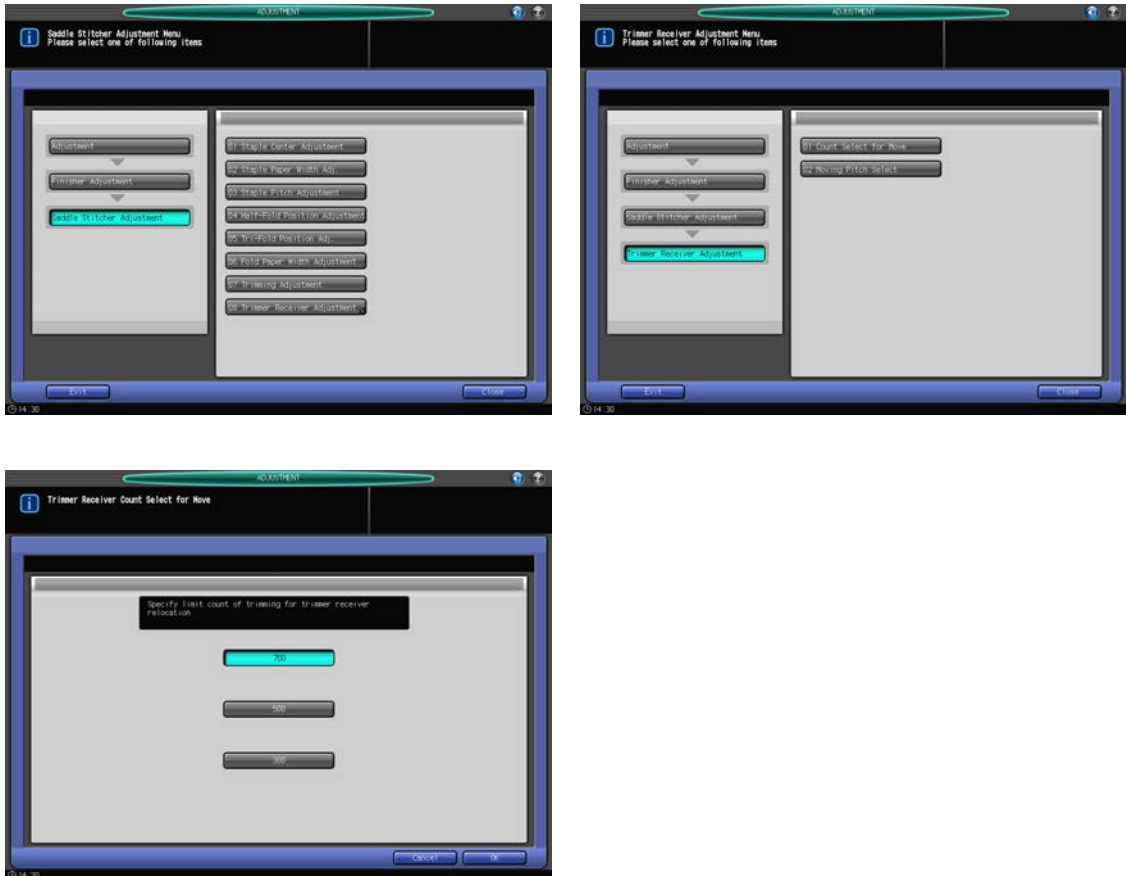 ADJUSTMENT
Saddle Stitcher Adjustment Menu
Please select one of following items
Adjustment
Finisher Adjustment
Saddle Stitcher Adjustment
01 Staple Center Adjustment
02 Staple Paper Width Adj.
03 Staple Pitch Adjustment
04 Half-Fold Position Adjustment
05 Tri-Fold Position Adj.
06 Fold Paper Width Adjustment
07 Trimming Adjustment
08 Trimmer Receiver Adjustment
Exit
Close
14:30
ADJUSTMENT
Trimmer Receiver Adjustment Menu
Please select one of following items
Adjustment
Finisher Adjustment
Saddle Stitcher Adjustment
Trimmer Receiver Adjustment
01 Count Select for Move
02 Moving Pitch Select
Exit
Close
14:30
ADJUSTMENT
Trimmer Receiver Count Select for Move
Specify limit count of trimming for trimmer receiver
relocation
700
500
300
Cancel
OK
14:30